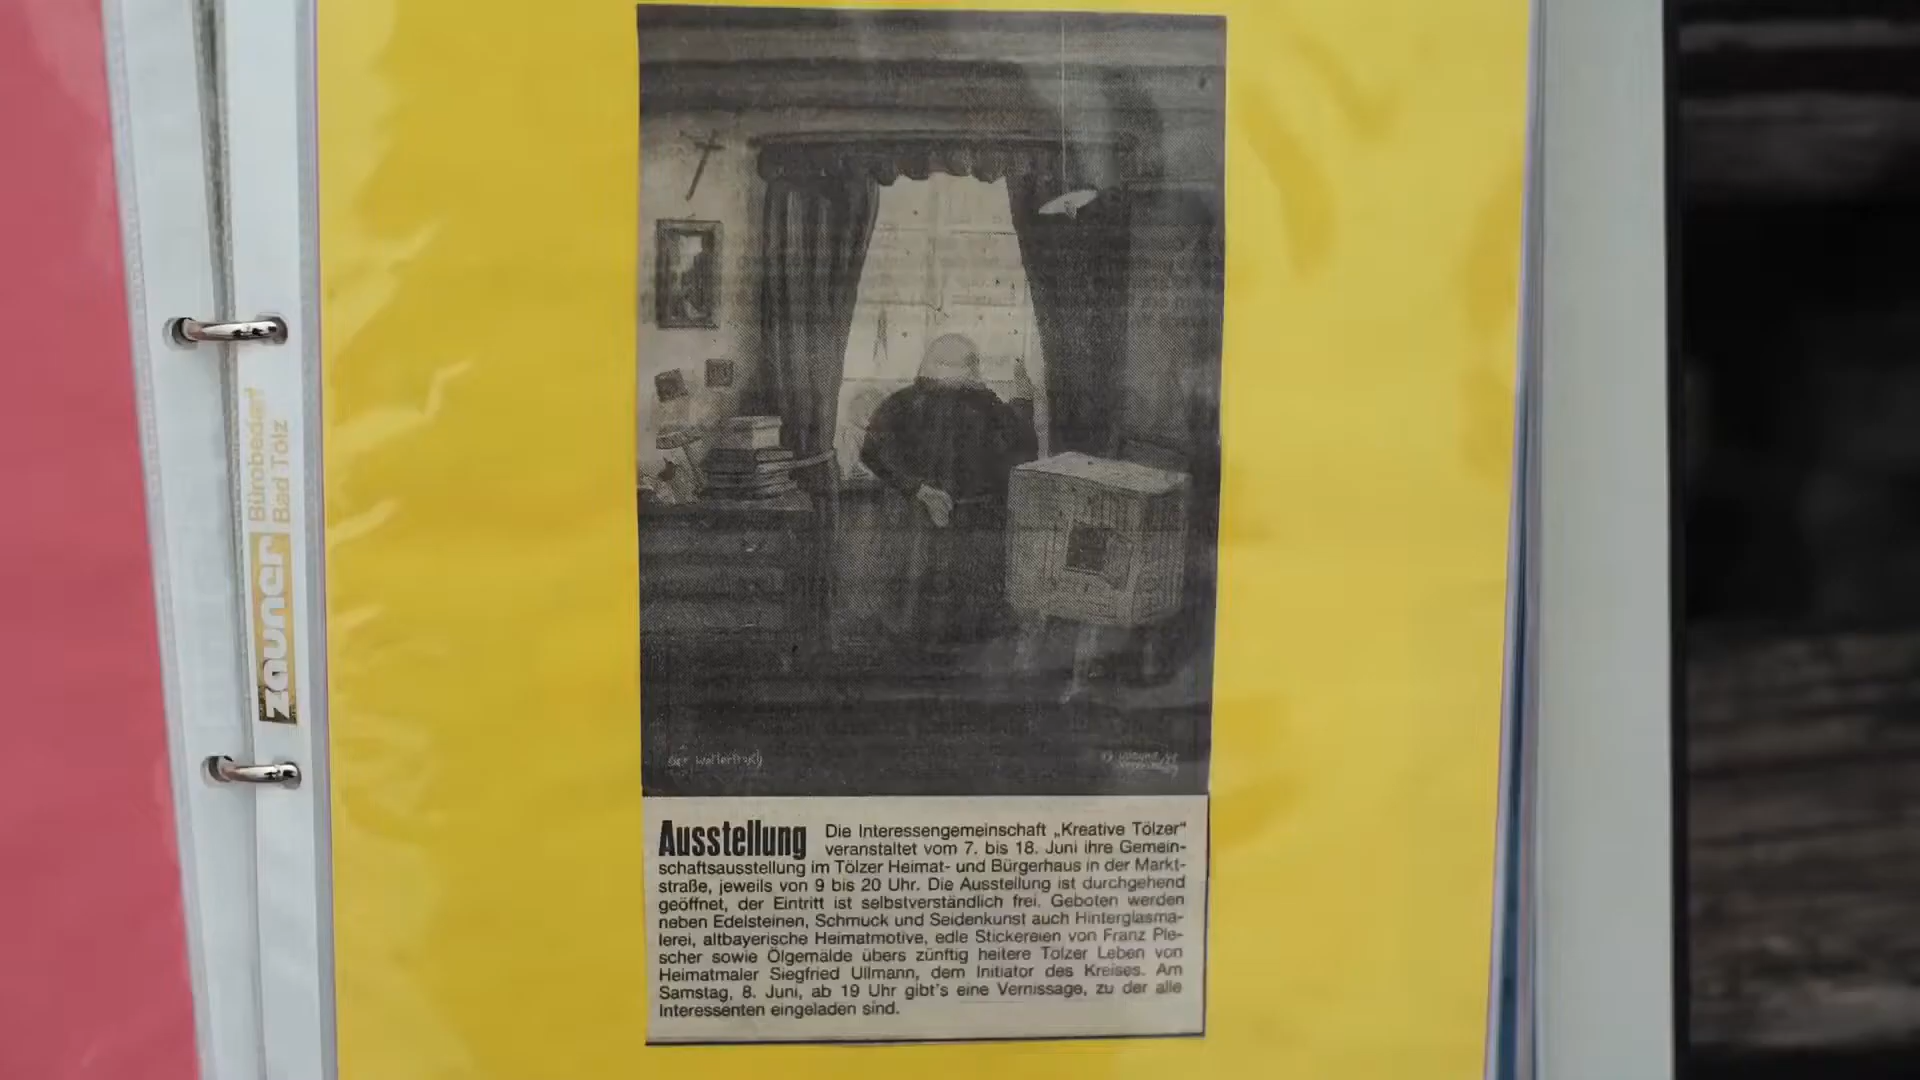 zauner
Bürobedarf
Bad Tölz
der Wetterfrosch
Ausstellung
Die Interessengemeinschaft „Kreative Tölzer“
veranstaltet vom 7. bis 18. Juni ihre Gemein-
schaftsausstellung im Tölzer Heimat- und Bürgerhaus in der Markt-
straße, jeweils von 9 bis 20 Uhr. Die Ausstellung ist durchgehend
geöffnet, der Eintritt ist selbstverständlich frei. Geboten werden
neben Edelsteinen, Schmuck und Seidenkunst auch Hinterglasma-
lerei, altbayerische Heimatmotive, edle Stickereien von Franz Ple-
scher sowie Ölgemälde übers zünftig heitere Tölzer Leben von
Heimatmaler Siegfried Ullmann, dem Initiator des Kreises. Am
Samstag, 8. Juni, ab 19 Uhr gibt's eine Vernissage, zu der alle
Interessenten eingeladen sind.